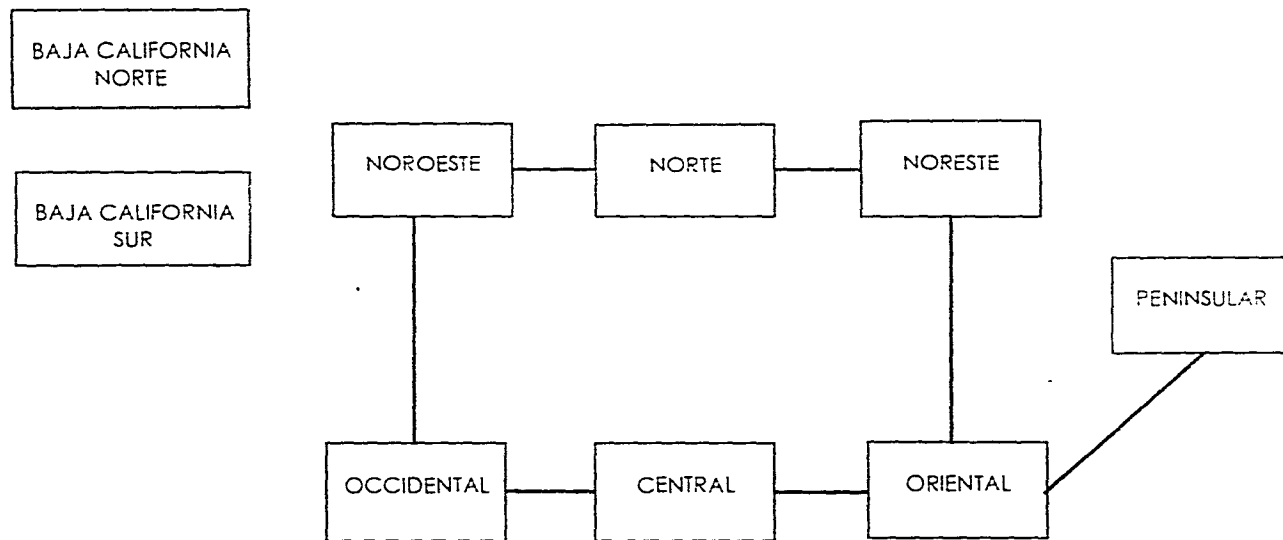 BAJA CALIFORNIA
NORTE
NOROESTE
NORTE
NORESTE
BAJA CALIFORNIA
SUR
PENINSULAR
OCCIDENTAL
CENTRAL
ORIENTAL